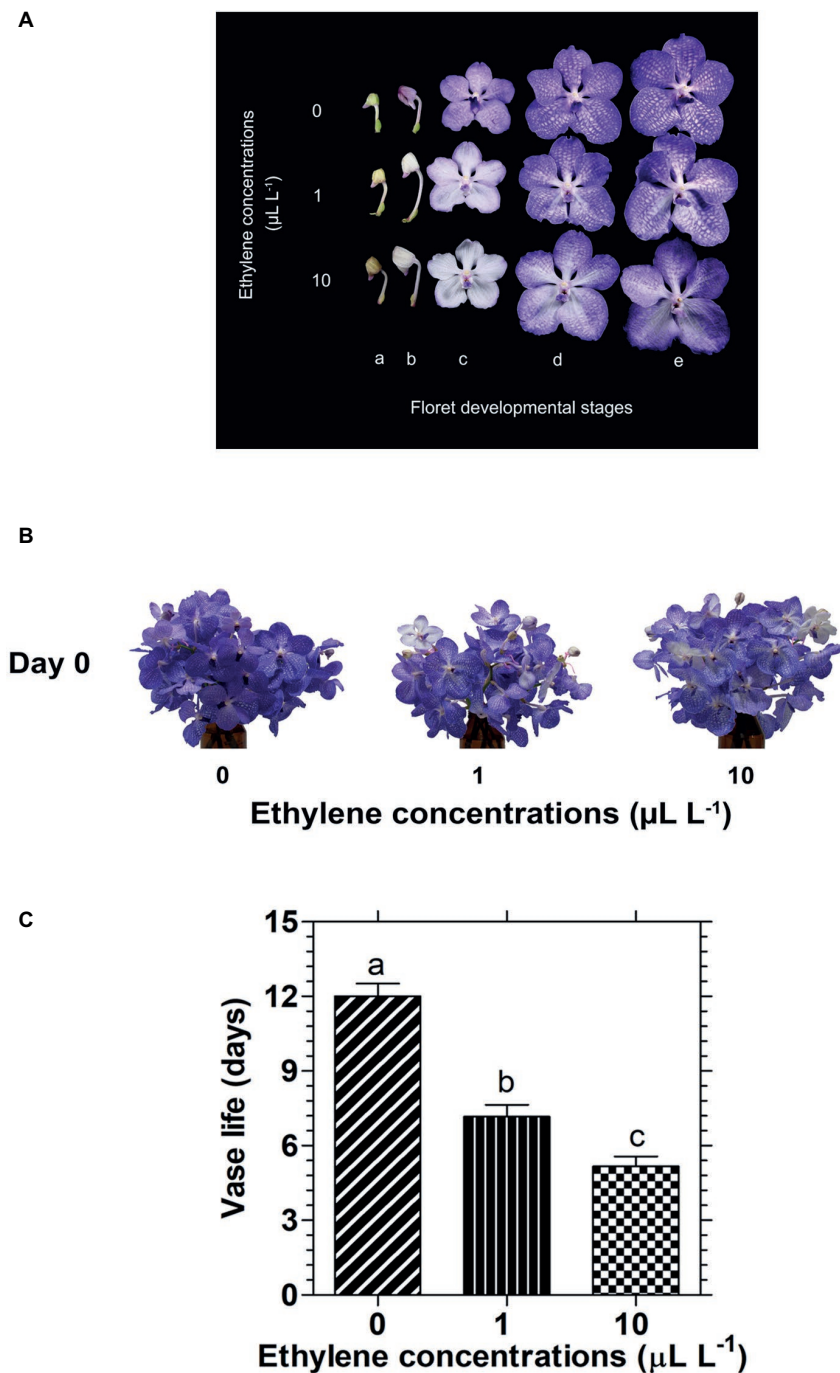 A
Ethylene concentrations
(µL L⁻¹)
0
1
10
a b c d e
Floret developmental stages
B
Day 0
0 1 10
Ethylene concentrations (µL L⁻¹)
C
Vase life (days)
15
12
9
6
3
0
a
b
c
0 1 10
Ethylene concentrations (µL L⁻¹)